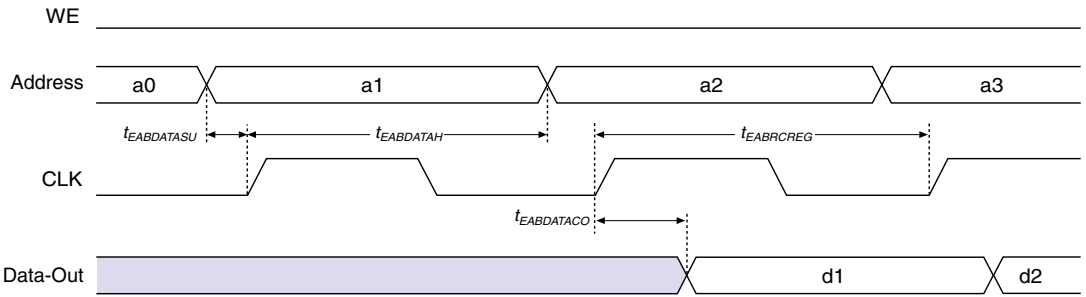 WE
Address a0 a1 a2 a3
tEABDATASU tEABDATAH tEABRCREG
CLK
tEABDATACO
Data-Out d1 d2